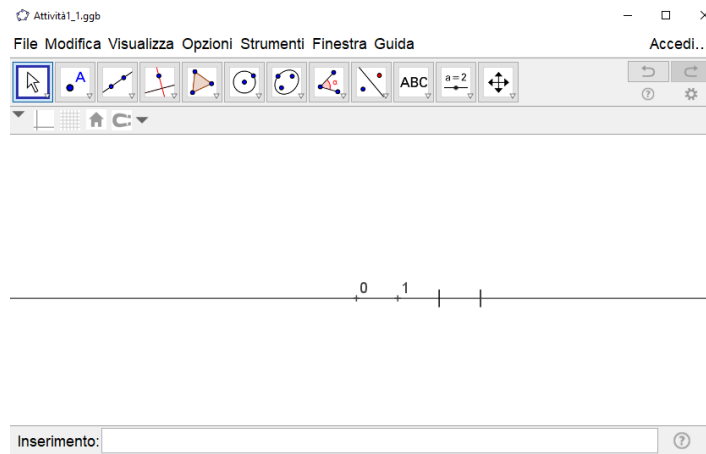 Attività1_1.ggb
File Modifica Visualizza Opzioni Strumenti Finestra Guida Accedi..
A ABC a=2
0 1
Inserimento: